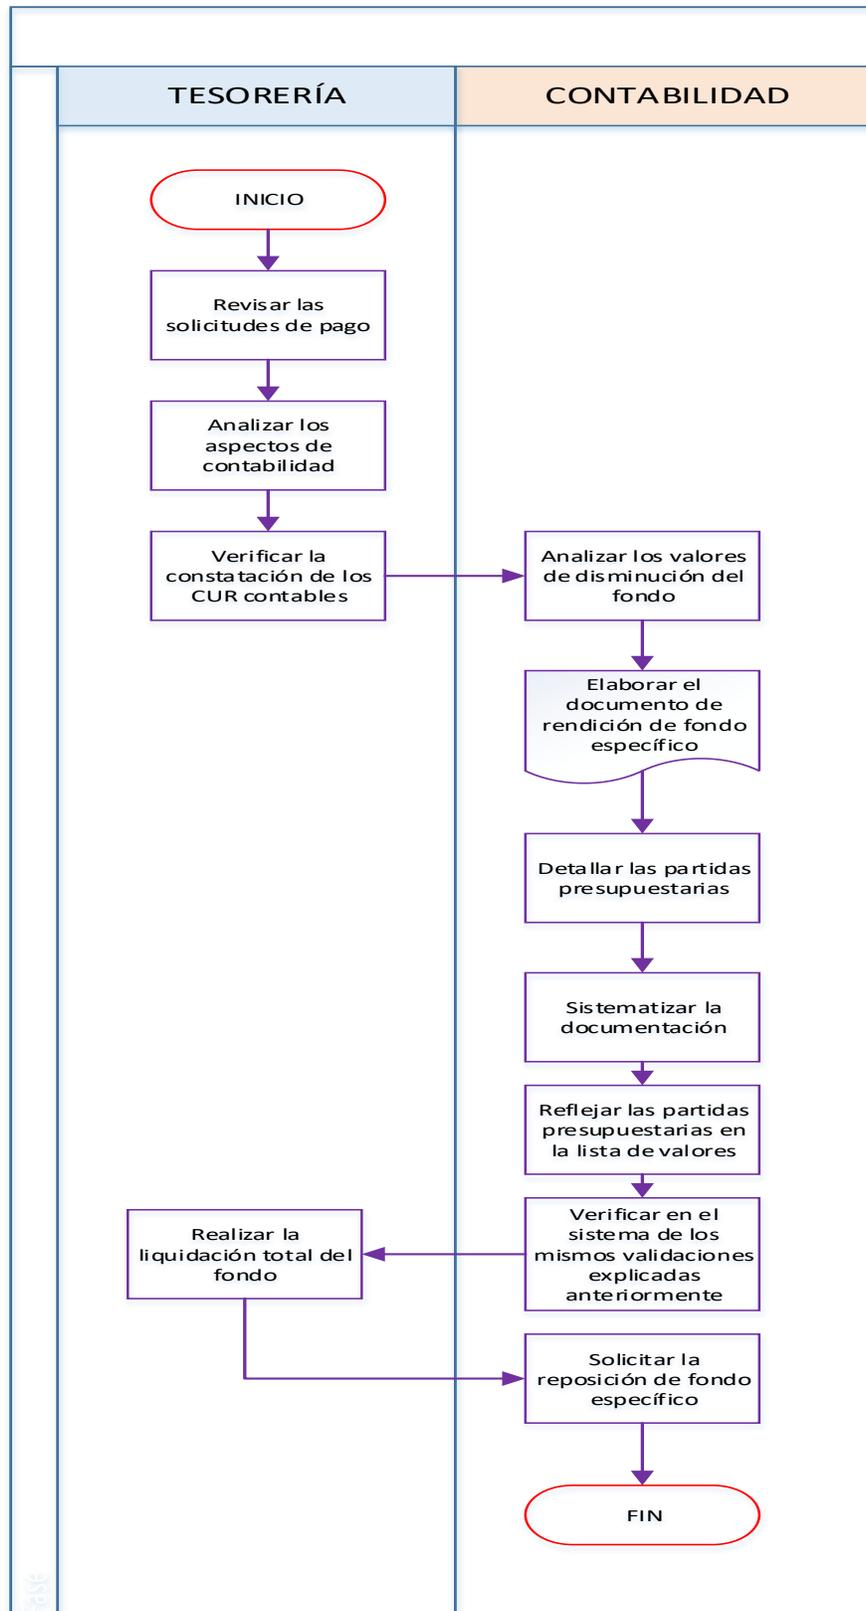 TESORERÍA
CONTABILIDAD
INICIO
Revisar las
solicitudes de pago
Analizar los
aspectos de
contabilidad
Verificar la
constatación de los
CUR contables
Analizar los valores
de disminución del
fondo
Elaborar el
documento de
rendición de fondo
específico
Detallar las partidas
presupuestarias
Sistematizar la
documentación
Reflejar las partidas
presupuestarias en
la lista de valores
Verificar en el
sistema de los
mismos validaciones
explicadas
anteriormente
Realizar la
liquidación total del
fondo
Solicitar la
reposición de fondo
específico
FIN